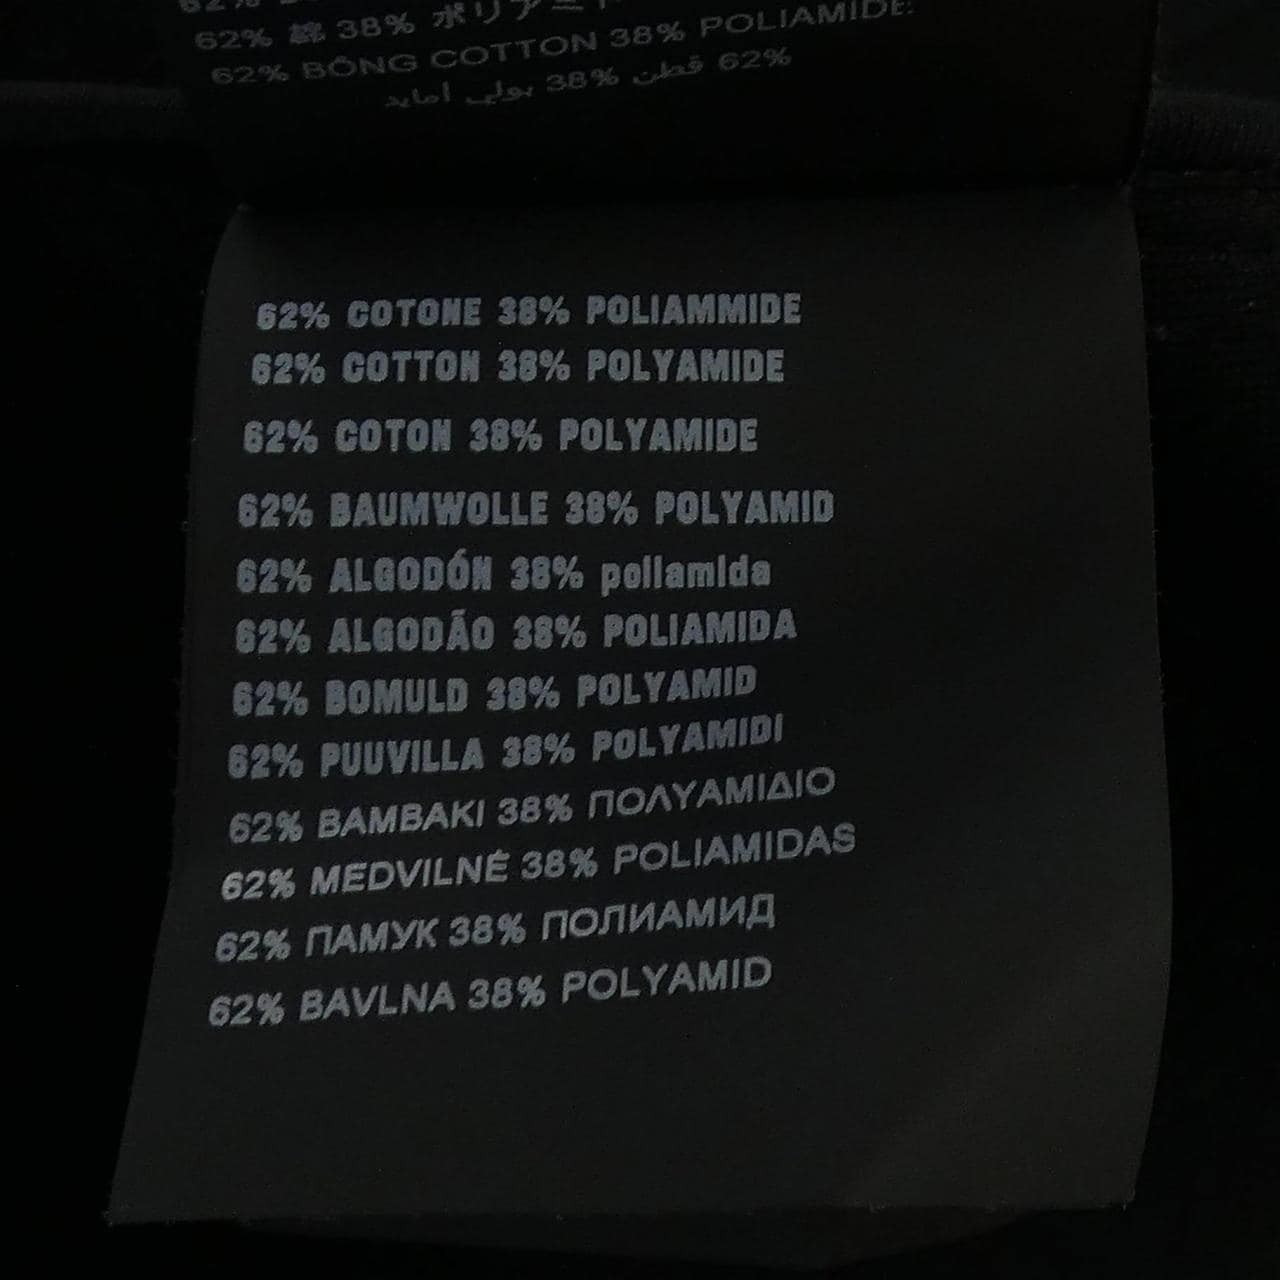 62% 綿 38% ポリアミド
62% BÔNG COTTON 38% POLIAMIDE.
62% قطن 38% بولي امايد
62% COTONE 38% POLIAMMIDE
62% COTTON 38% POLYAMIDE
62% COTON 38% POLYAMIDE
62% BAUMWOLLE 38% POLYAMID
62% ALGODÓN 38% poliamida
62% ALGODÃO 38% POLIAMIDA
62% BOMULD 38% POLYAMID
62% PUUVILLA 38% POLYAMIDI
62% BAMBAKI 38% ΠΟΛΥΑΜΙΔΙΟ
62% MEDVILNĖ 38% POLIAMIDAS
62% ПАМУК 38% ПОЛИАМИД
62% BAVLNA 38% POLYAMID